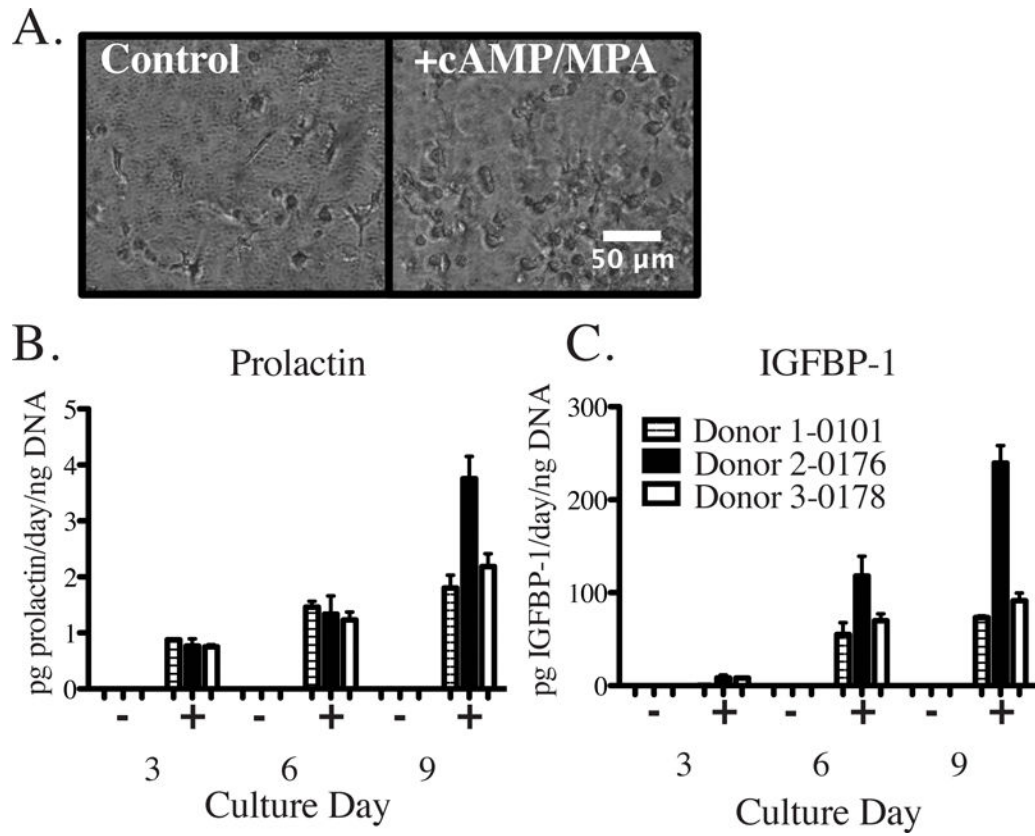 A.
Control
+cAMP/MPA
50 µm
B.
Prolactin
pg prolactin/day/ng DNA
5
4
3
2
1
0
- + - + - +
3 6 9
Culture Day
C.
IGFBP-1
pg IGFBP-1/day/ng DNA
300
200
100
0
Donor 1-0101
Donor 2-0176
Donor 3-0178
- + - + - +
3 6 9
Culture Day